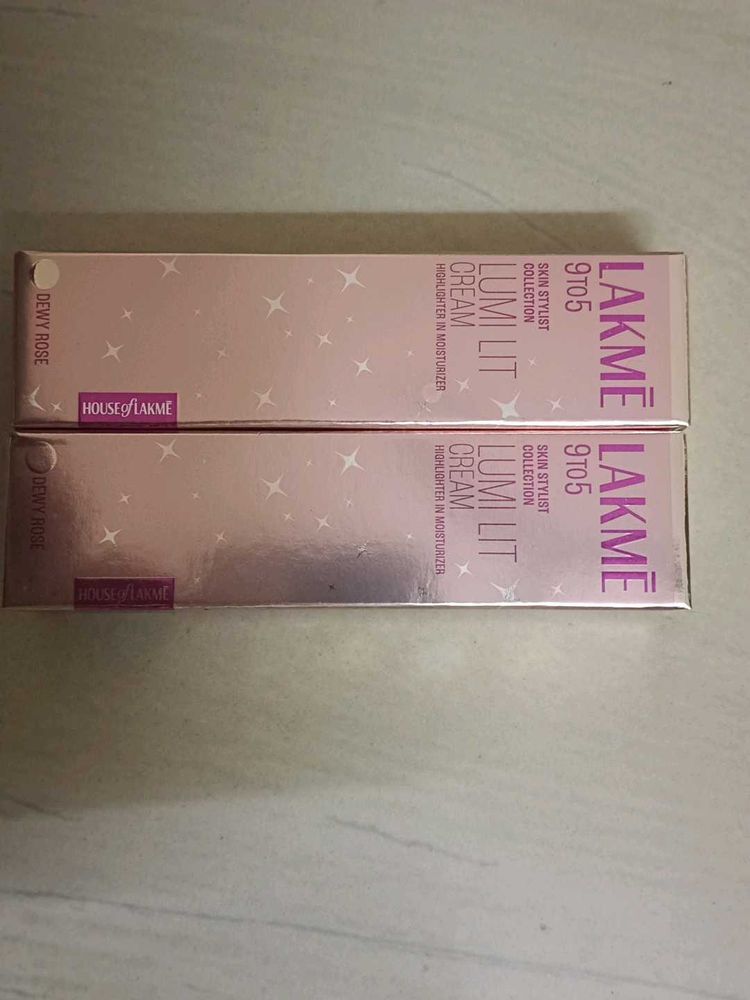 LAKMĒ
9TO5
SKIN STYLIST
COLLECTION
LUMI LIT
CREAM
HIGHLIGHTER IN MOISTURIZER
HOUSE of LAKMĒ
DEWY ROSE
LAKMĒ
9TO5
SKIN STYLIST
COLLECTION
LUMI LIT
CREAM
HIGHLIGHTER IN MOISTURIZER
HOUSE of LAKMĒ
DEWY ROSE